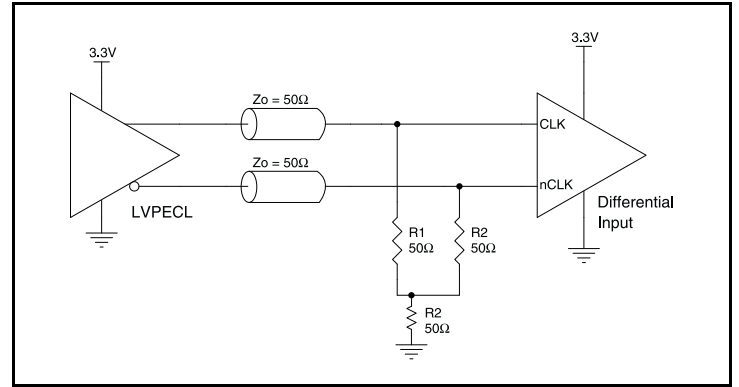 3.3V
3.3V
Zo = 50Ω
CLK
Zo = 50Ω
nCLK
LVPECL
Differential
Input
R1
50Ω
R2
50Ω
R2
50Ω